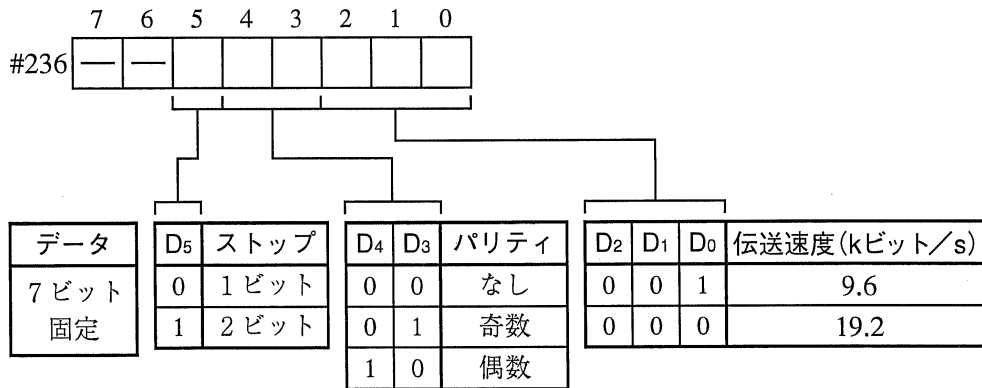 7 6 5 4 3 2 1 0
#236 — —
データ
7ビット
固定
D5 ストップ
0 1ビット
1 2ビット
D4 D3 パリティ
0 0 なし
0 1 奇数
1 0 偶数
D2 D1 D0 伝送速度(kビット/s)
0 0 1 9.6
0 0 0 19.2